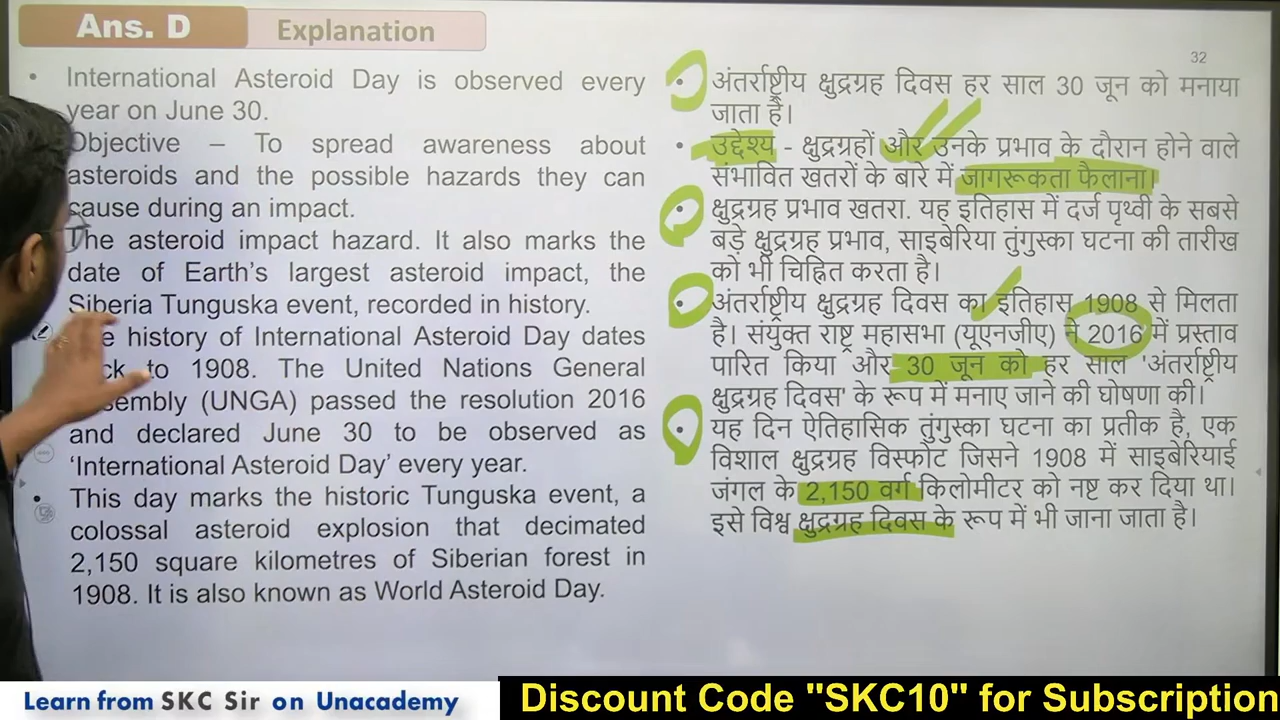 Ans. D
Explanation
32
• International Asteroid Day is observed every
year on June 30.
Objective – To spread awareness about
asteroids and the possible hazards they can
cause during an impact.
The asteroid impact hazard. It also marks the
date of Earth's largest asteroid impact, the
Siberia Tunguska event, recorded in history.
history of International Asteroid Day dates
to 1908. The United Nations General
(UNGA) passed the resolution 2016
and declared June 30 to be observed as
'International Asteroid Day' every year.
• This day marks the historic Tunguska event, a
colossal asteroid explosion that decimated
2,150 square kilometres of Siberian forest in
1908. It is also known as World Asteroid Day.
• अंतर्राष्ट्रीय क्षुद्रग्रह दिवस हर साल 30 जून को मनाया
जाता है।
• उद्देश्य - क्षुद्रग्रहों और उनके प्रभाव के दौरान होने वाले
संभावित खतरों के बारे में जागरूकता फैलाना।
• क्षुद्रग्रह प्रभाव खतरा. यह इतिहास में दर्ज पृथ्वी के सबसे
बड़े क्षुद्रग्रह प्रभाव, साइबेरिया तुंगुस्का घटना की तारीख
को भी चिह्नित करता है।
• अंतर्राष्ट्रीय क्षुद्रग्रह दिवस का इतिहास 1908 से मिलता
है। संयुक्त राष्ट्र महासभा (यूएनजीए) ने 2016 में प्रस्ताव
पारित किया और 30 जून को हर साल 'अंतर्राष्ट्रीय
क्षुद्रग्रह दिवस' के रूप में मनाए जाने की घोषणा की।
• यह दिन ऐतिहासिक तुंगुस्का घटना का प्रतीक है, एक
विशाल क्षुद्रग्रह विस्फोट जिसने 1908 में साइबेरियाई
जंगल के 2,150 वर्ग किलोमीटर को नष्ट कर दिया था।
इसे विश्व क्षुद्रग्रह दिवस के रूप में भी जाना जाता है।
Learn from SKC Sir on Unacademy
Discount Code "SKC10" for Subscription